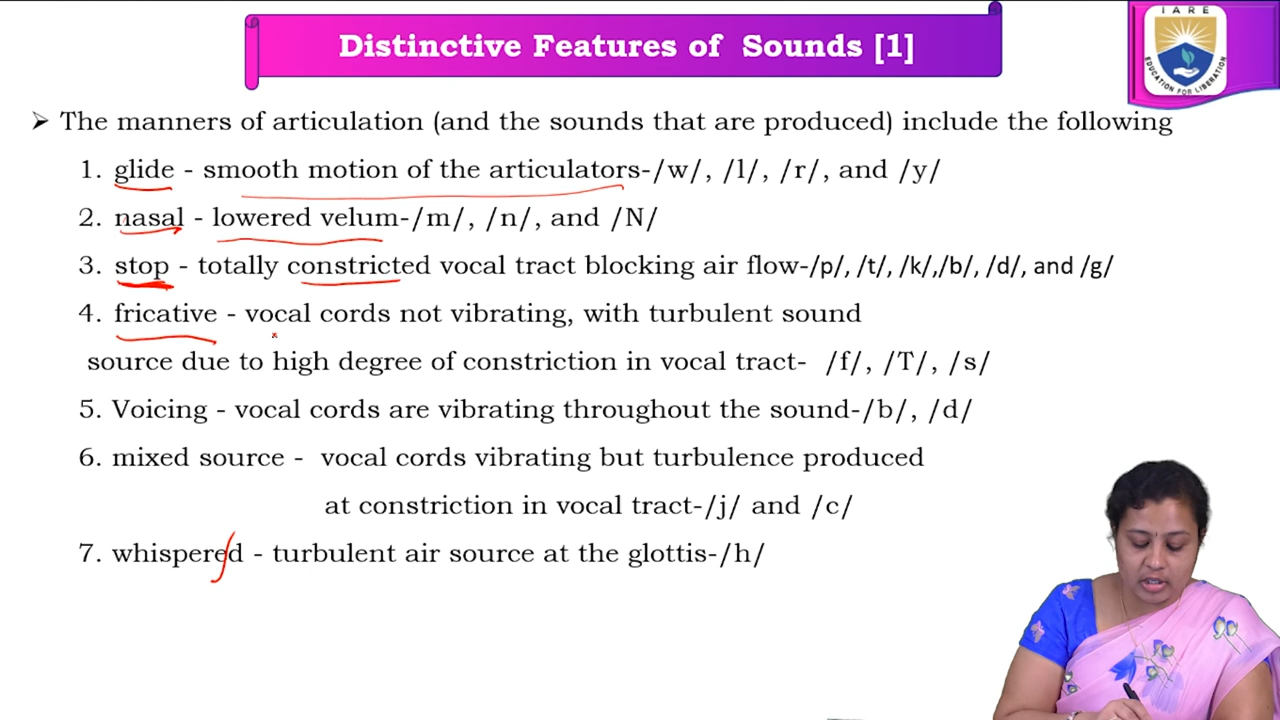 Distinctive Features of Sounds [1]
IARE
EDUCATION FOR LIBERATION
➤ The manners of articulation (and the sounds that are produced) include the following
1. glide - smooth motion of the articulators-/w/, /l/, /r/, and /y/
2. nasal - lowered velum-/m/, /n/, and /N/
3. stop - totally constricted vocal tract blocking air flow-/p/, /t/, /k/,/b/, /d/, and /g/
4. fricative - vocal cords not vibrating, with turbulent sound
source due to high degree of constriction in vocal tract- /f/, /T/, /s/
5. Voicing - vocal cords are vibrating throughout the sound-/b/, /d/
6. mixed source - vocal cords vibrating but turbulence produced
at constriction in vocal tract-/j/ and /c/
7. whispered - turbulent air source at the glottis-/h/